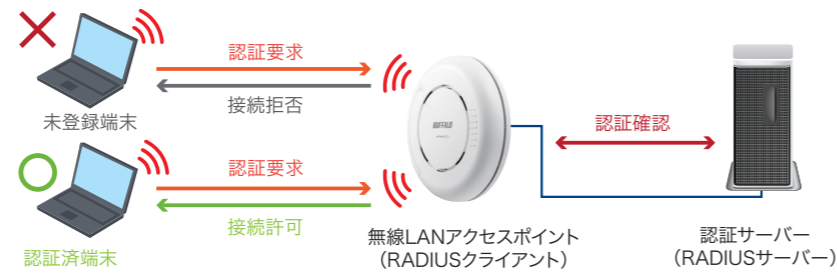 認証要求
接続拒否
未登録端末
認証要求
接続許可
認証済端末
BUFFALO
無線LANアクセスポイント
（RADIUSクライアント）
認証確認
認証サーバー
（RADIUSサーバー）